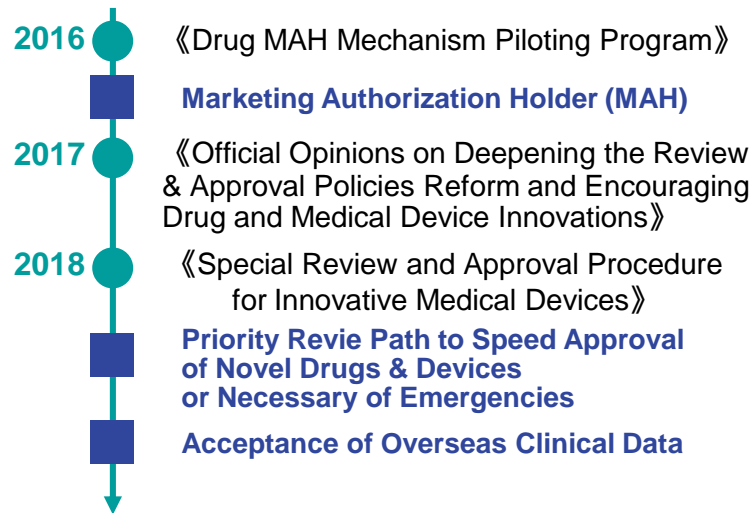 2016 《Drug MAH Mechanism Piloting Program》
Marketing Authorization Holder (MAH)
2017 《Official Opinions on Deepening the Review
& Approval Policies Reform and Encouraging
Drug and Medical Device Innovations》
2018 《Special Review and Approval Procedure
for Innovative Medical Devices》
Priority Revie Path to Speed Approval
of Novel Drugs & Devices
or Necessary of Emergencies
Acceptance of Overseas Clinical Data